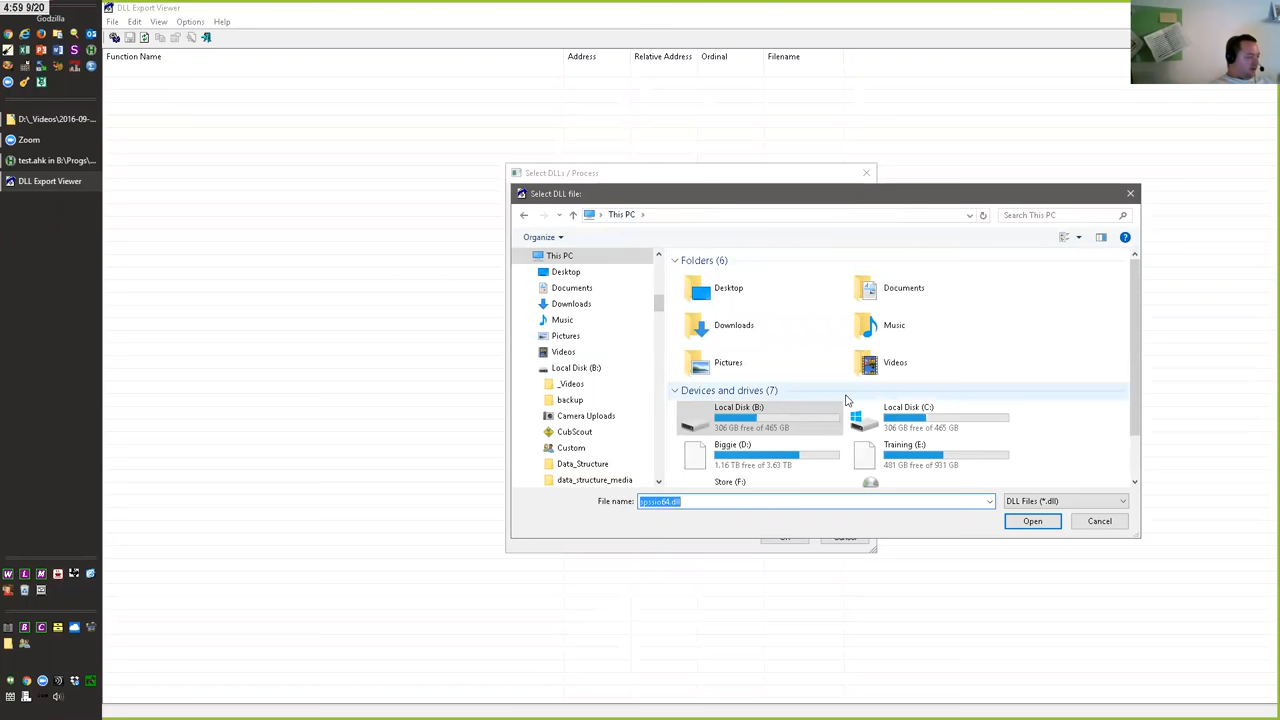 4:59 9/20
Godzilla
D:\_Videos\2016-09-...
Zoom
test.ahk in B:\Progs\...
DLL Export Viewer
DLL Export Viewer
File Edit View Options Help
Function Name Address Relative Address Ordinal Filename
Select DLLs / Process
Select DLL file:
This PC
Search This PC
Organize
This PC
Desktop
Documents
Downloads
Music
Pictures
Videos
Local Disk (B:)
_Videos
backup
Camera Uploads
CubScout
Custom
Data_Structure
data_structure_media
Folders (6)
Desktop
Documents
Downloads
Music
Pictures
Videos
Devices and drives (7)
Local Disk (B:)
306 GB free of 465 GB
Local Disk (C:)
306 GB free of 465 GB
Biggie (D:)
1.16 TB free of 3.63 TB
Training (E:)
481 GB free of 931 GB
Store (F:)
File name: spssio64.dll
DLL Files (*.dll)
Open
Cancel